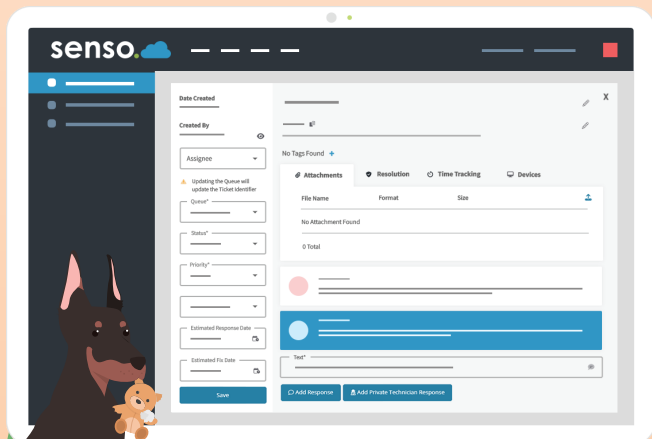 senso.
Date Created
X
Created By
No Tags Found +
Assignee
Attachments Resolution Time Tracking Devices
Updating the Queue will
update the Ticket Identifier
File Name Format Size
Queue*
No Attachment Found
Status*
0 Total
Priority*
Estimated Response Date
Estimated Fix Date
Text*
Save
Add Response Add Private Technician Response